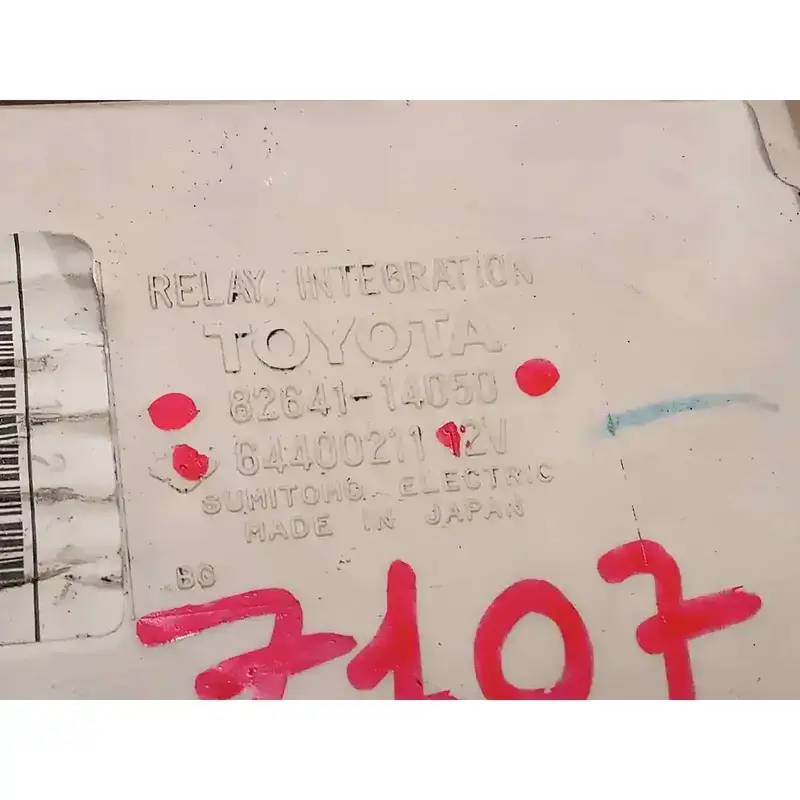 RELAY, INTEGRATION
TOYOTA
82641-14050
64400211 12V
SUMITOMO ELECTRIC
MADE IN JAPAN
BG
7107